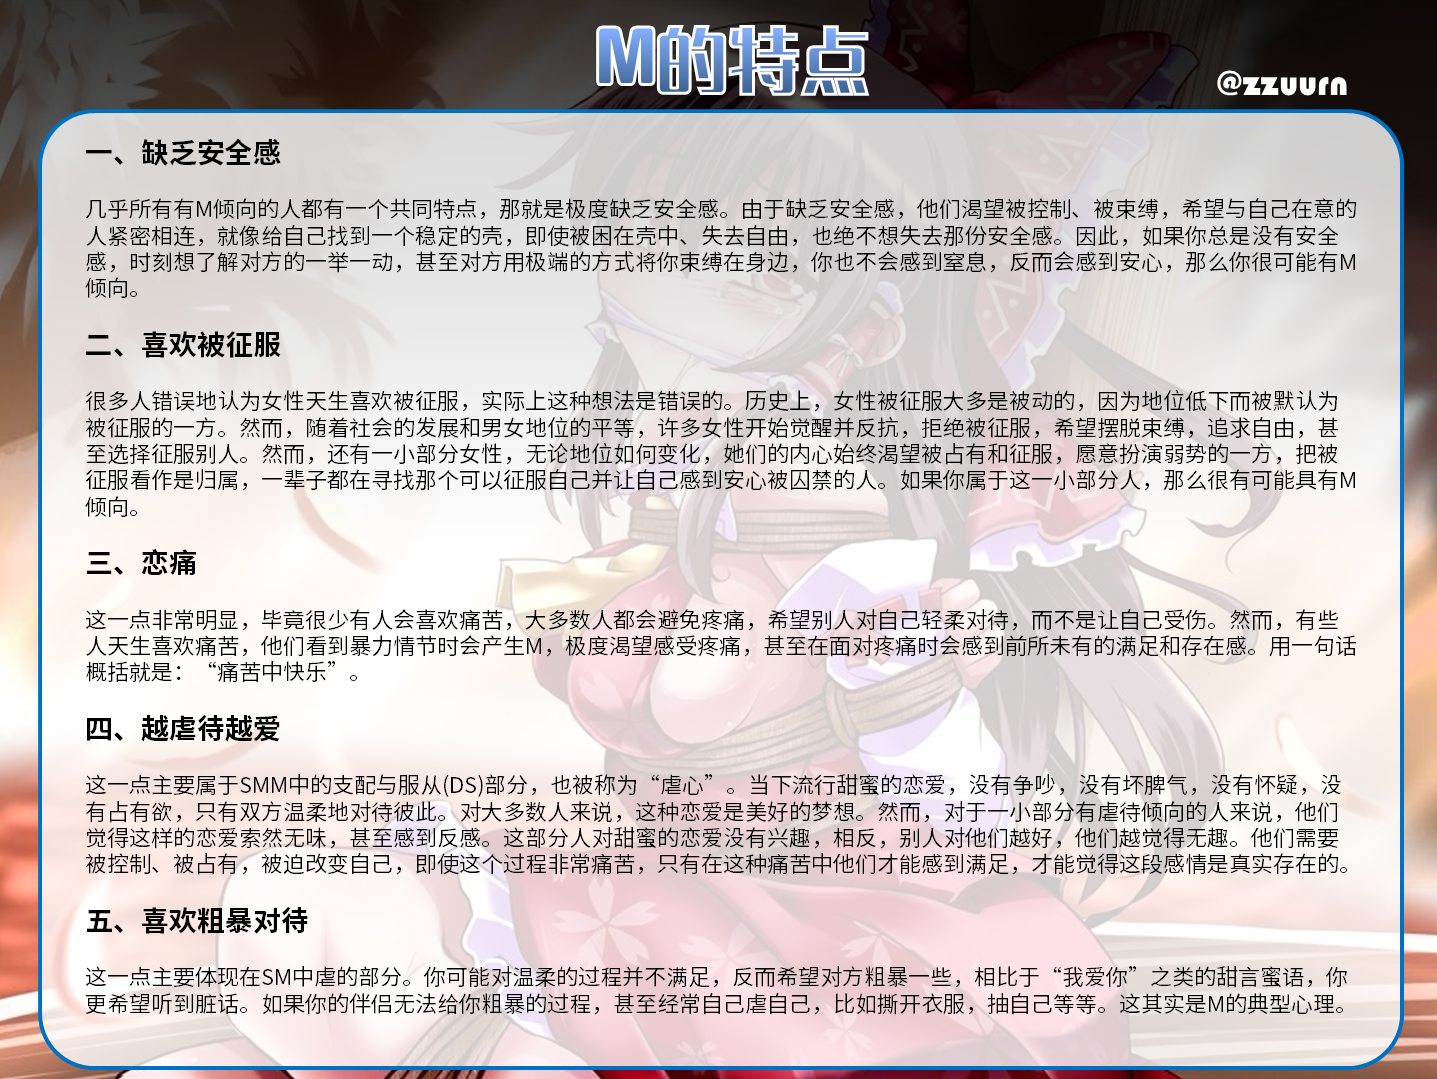 M的特点
@zzuurn
一、缺乏安全感
几乎所有有M倾向的人都有一个共同特点，那就是极度缺乏安全感。由于缺乏安全感，他们渴望被控制、被束缚，希望与自己在意的
人紧密相连，就像给自己找到一个稳定的壳，即使被困在壳中、失去自由，也绝不想失去那份安全感。因此，如果你总是没有安全
感，时刻想了解对方的一举一动，甚至对方用极端的方式将你束缚在身边，你也不会感到窒息，反而会感到安心，那么你很可能有M
倾向。
二、喜欢被征服
很多人错误地认为女性天生喜欢被征服，实际上这种想法是错误的。历史上，女性被征服大多是被动的，因为地位低下而被默认为
被征服的一方。然而，随着社会的发展和男女地位的平等，许多女性开始觉醒并反抗，拒绝被征服，希望摆脱束缚，追求自由，甚
至选择征服别人。然而，还有一小部分女性，无论地位如何变化，她们的内心始终渴望被占有和征服，愿意扮演弱势的一方，把被
征服看作是归属，一辈子都在寻找那个可以征服自己并让自己感到安心被囚禁的人。如果你属于这一小部分人，那么很有可能具有M
倾向。
三、恋痛
这一点非常明显，毕竟很少有人会喜欢痛苦，大多数人都会避免疼痛，希望别人对自己轻柔对待，而不是让自己受伤。然而，有些
人天生喜欢痛苦，他们看到暴力情节时会产生M，极度渴望感受疼痛，甚至在面对疼痛时会感到前所未有的满足和存在感。用一句话
概括就是：“痛苦中快乐”。
四、越虐待越爱
这一点主要属于SMM中的支配与服从(DS)部分，也被称为“虐心”。当下流行甜蜜的恋爱，没有争吵，没有坏脾气，没有怀疑，没
有占有欲，只有双方温柔地对待彼此。对大多数人来说，这种恋爱是美好的梦想。然而，对于一小部分有虐待倾向的人来说，他们
觉得这样的恋爱索然无味，甚至感到反感。这部分人对甜蜜的恋爱没有兴趣，相反，别人对他们越好，他们越觉得无趣。他们需要
被控制、被占有，被迫改变自己，即使这个过程非常痛苦，只有在这种痛苦中他们才能感到满足，才能觉得这段感情是真实存在的。
五、喜欢粗暴对待
这一点主要体现在SM中虐的部分。你可能对温柔的过程并不满足，反而希望对方粗暴一些，相比于“我爱你”之类的甜言蜜语，你
更希望听到脏话。如果你的伴侣无法给你粗暴的过程，甚至经常自己虐自己，比如撕开衣服，抽自己等等。这其实是M的典型心理。